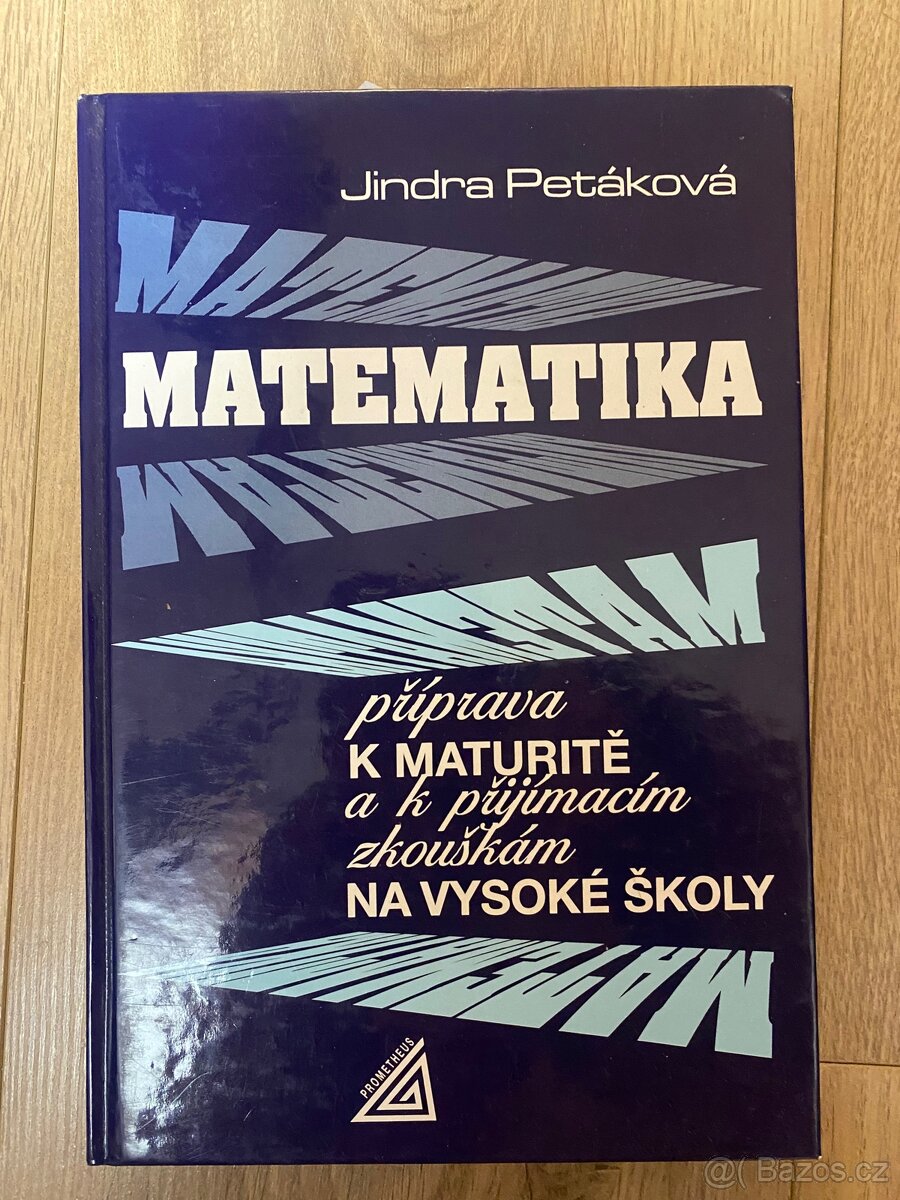 Jindra Petáková
MATEMATIKA
příprava
K MATURITĚ
a k přijímacím
zkouškám
NA VYSOKÉ ŠKOLY
PROMETHEUS
@( Bazos.cz